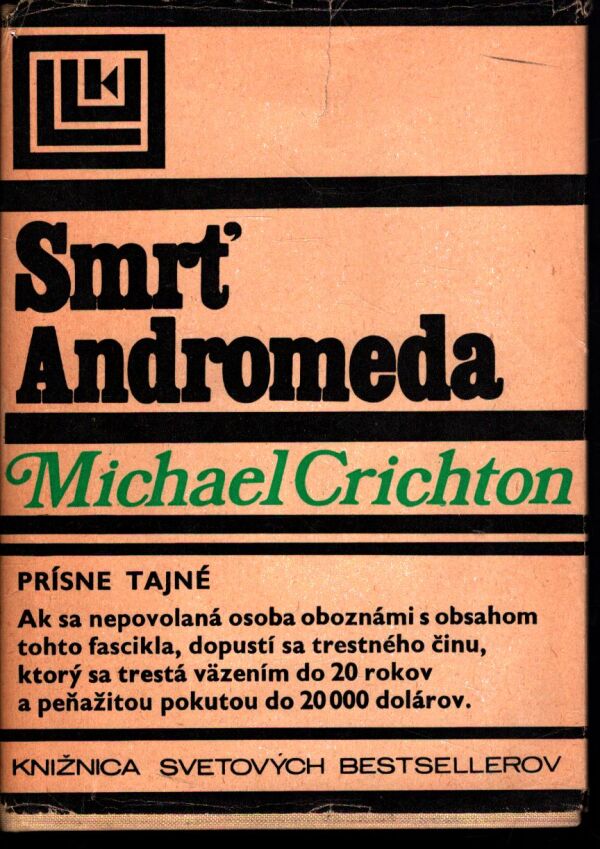 Smrť
Andromeda
Michael Crichton
PRÍSNE TAJNÉ
Ak sa nepovolaná osoba oboznámi s obsahom
tohto fascikla, dopustí sa trestného činu,
ktorý sa trestá väzením do 20 rokov
a peňažitou pokutou do 20 000 dolárov.
KNIŽNICA SVETOVÝCH BESTSELLEROV